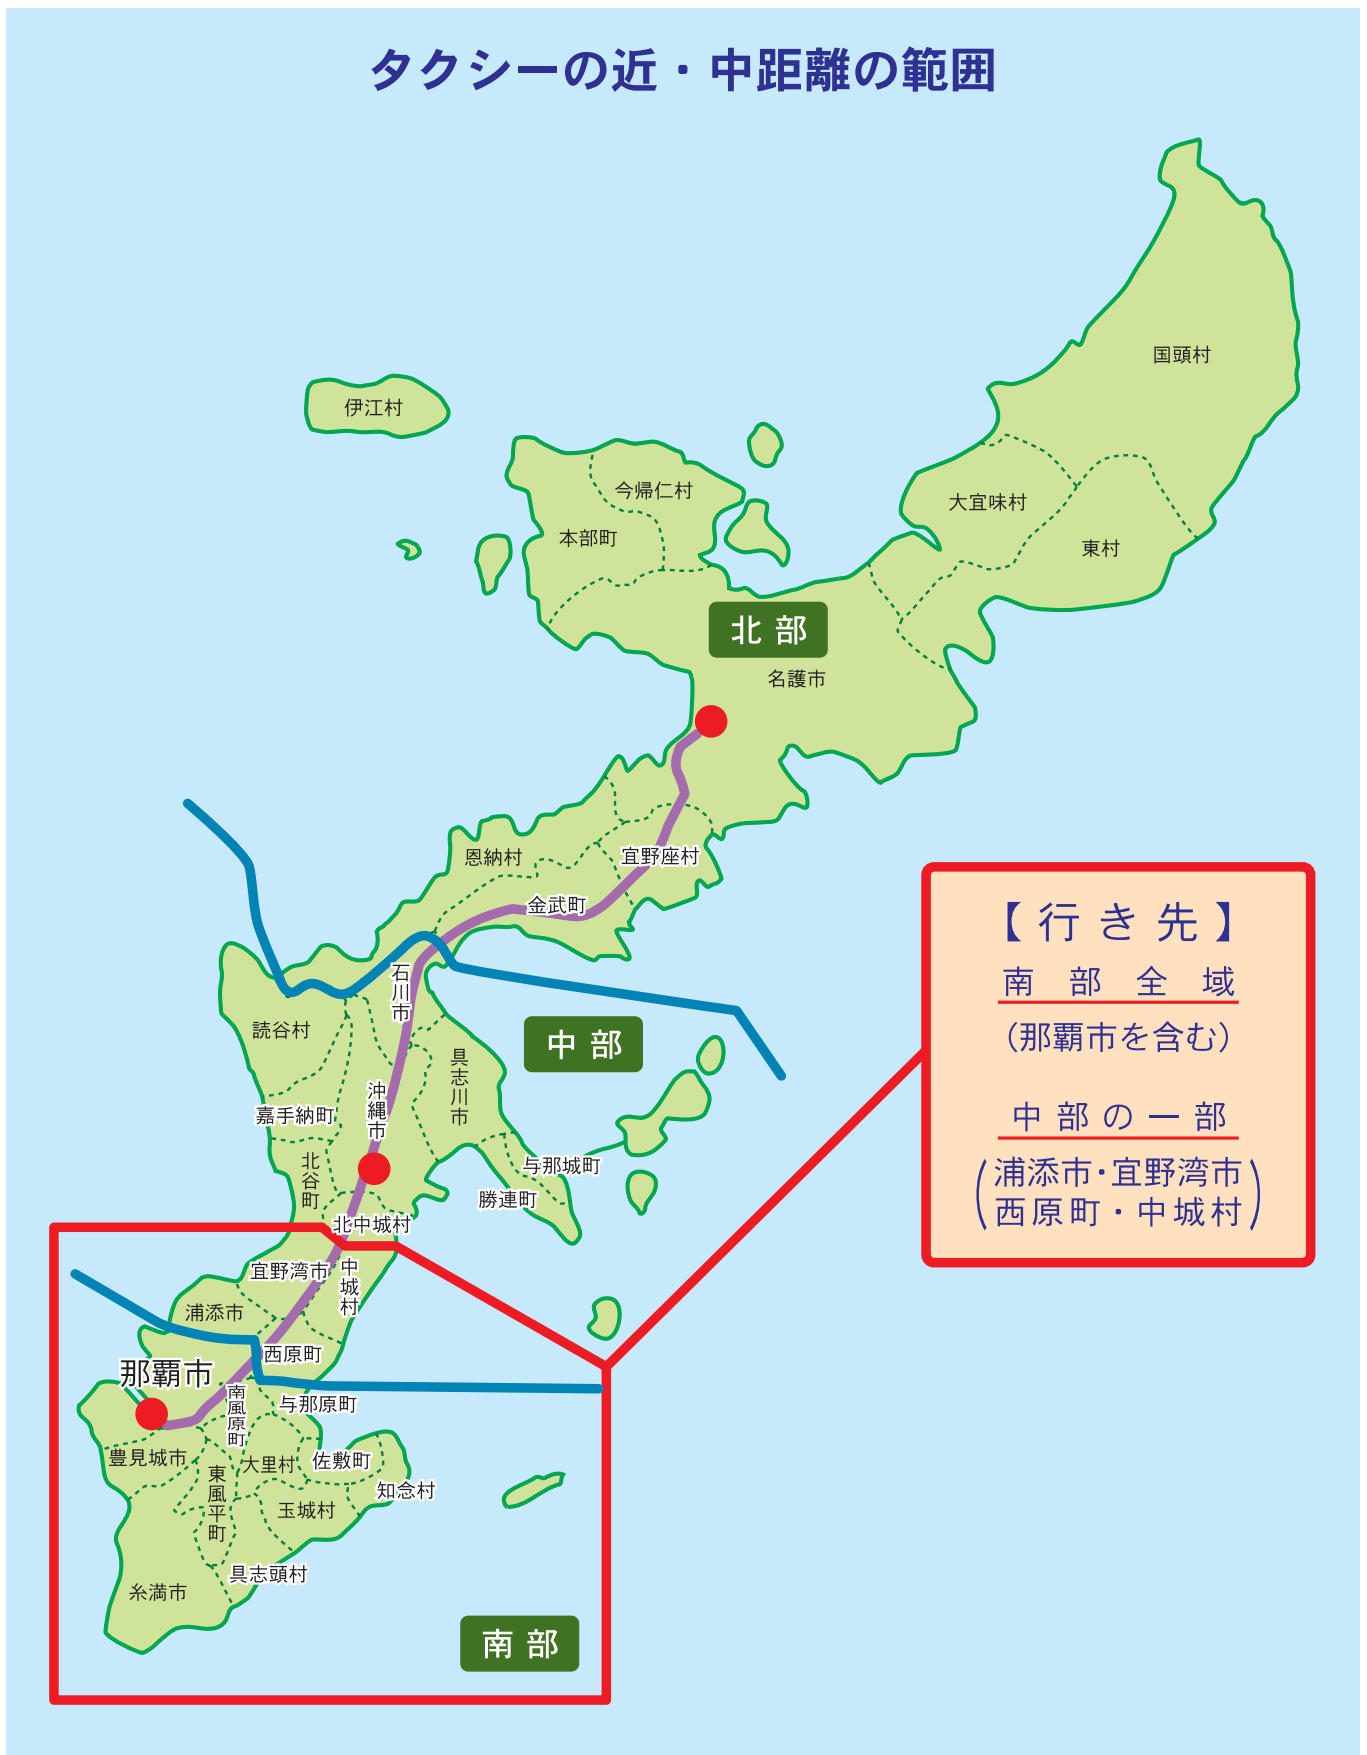 タクシーの近・中距離の範囲
国頭村
伊江村
今帰仁村
大宜味村
本部町
東村
北部
名護市
恩納村
宜野座村
金武町
石川市
読谷村
中部
具志川市
沖縄市
嘉手納町
北谷町
与那城町
勝連町
北中城村
宜野湾市
中城村
浦添市
西原町
那覇市
南風原町
与那原町
豊見城市
大里村
佐敷町
東風平町
知念村
玉城村
具志頭村
糸満市
南部
【行き先】
南部全域
（那覇市を含む）
中部の一部
（浦添市・宜野湾市
西原町・中城村）